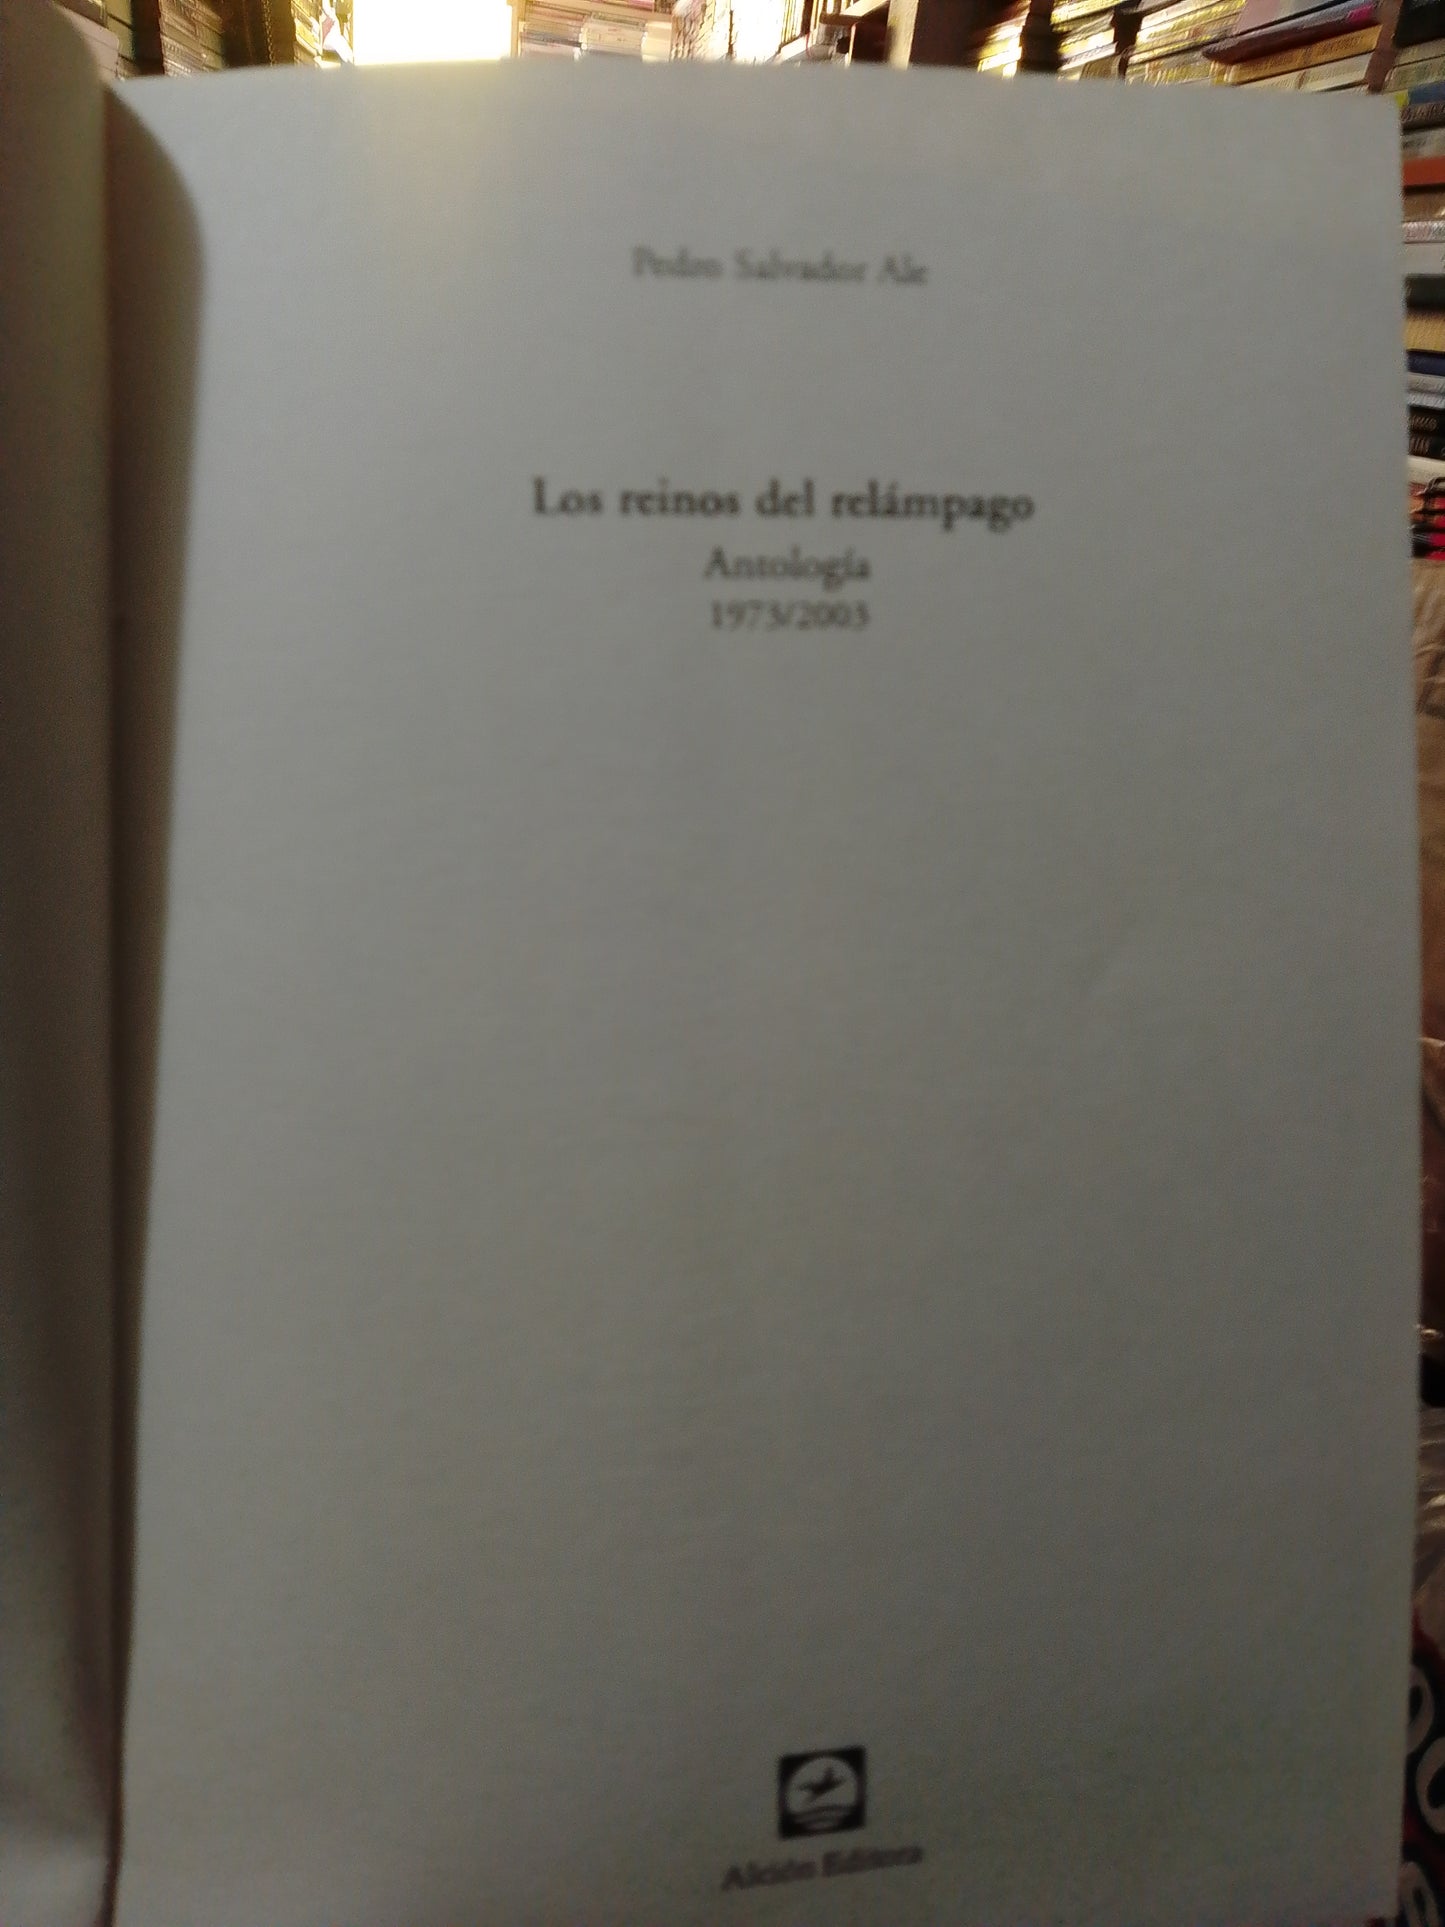 Pedro Salvador Ale
Los reinos del relámpago
Antología
1973/2003
Alción Editora